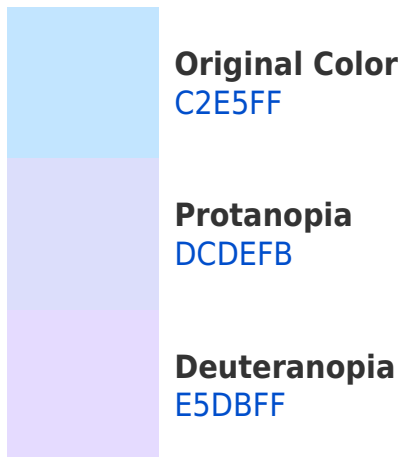 Original Color
C2E5FF
Protanopia
DCDEFB
Deuteranopia
E5DBFF